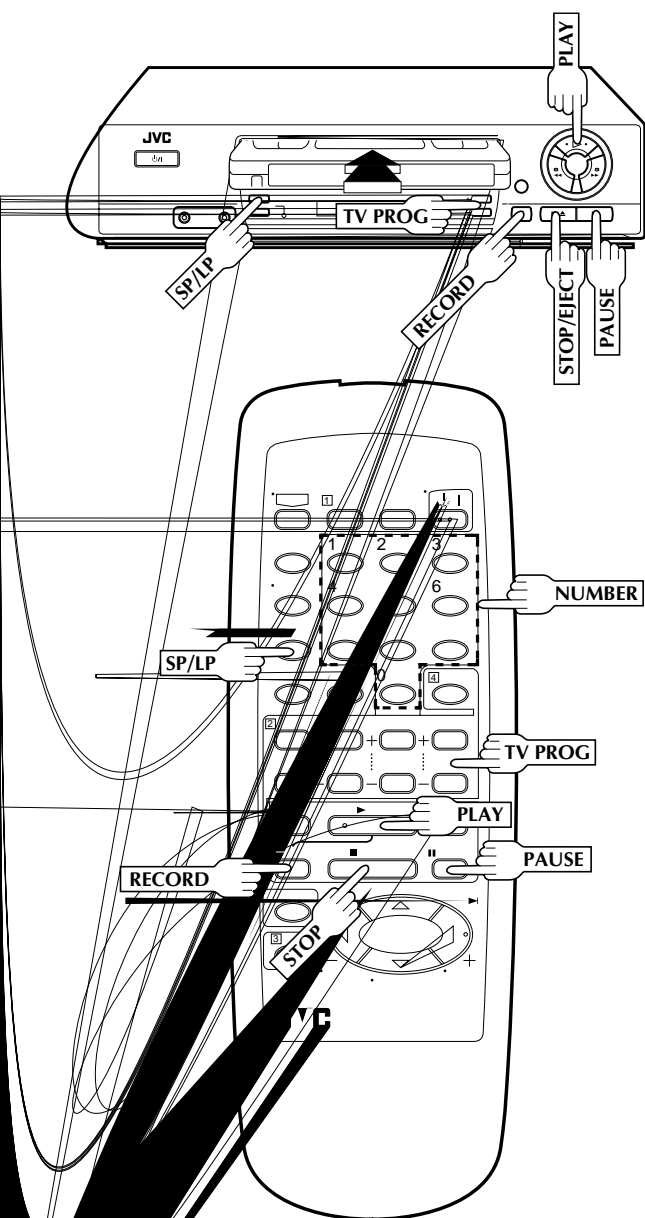 PLAY
JVC
TV PROG
SP/LP
RECORD
STOP/EJECT
PAUSE
1
1 2 3
4 6
NUMBER
SP/LP
0
4
2
TV PROG
PLAY
PAUSE
RECORD
STOP
3